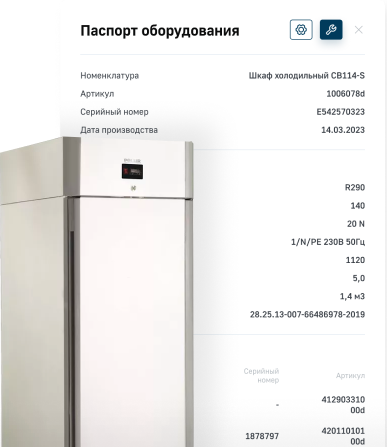 Паспорт оборудования
Номенклатура Шкаф холодильный CB114-S
Артикул 1006078d
Серийный номер E542570323
Дата производства 14.03.2023
R290
140
20 N
1/N/PE 230В 50Гц
1120
5,0
1,4 м3
28.25.13-007-66486978-2019
Серийный
номер
Артикул
-
412903310
00d
1878797
420110101
00d